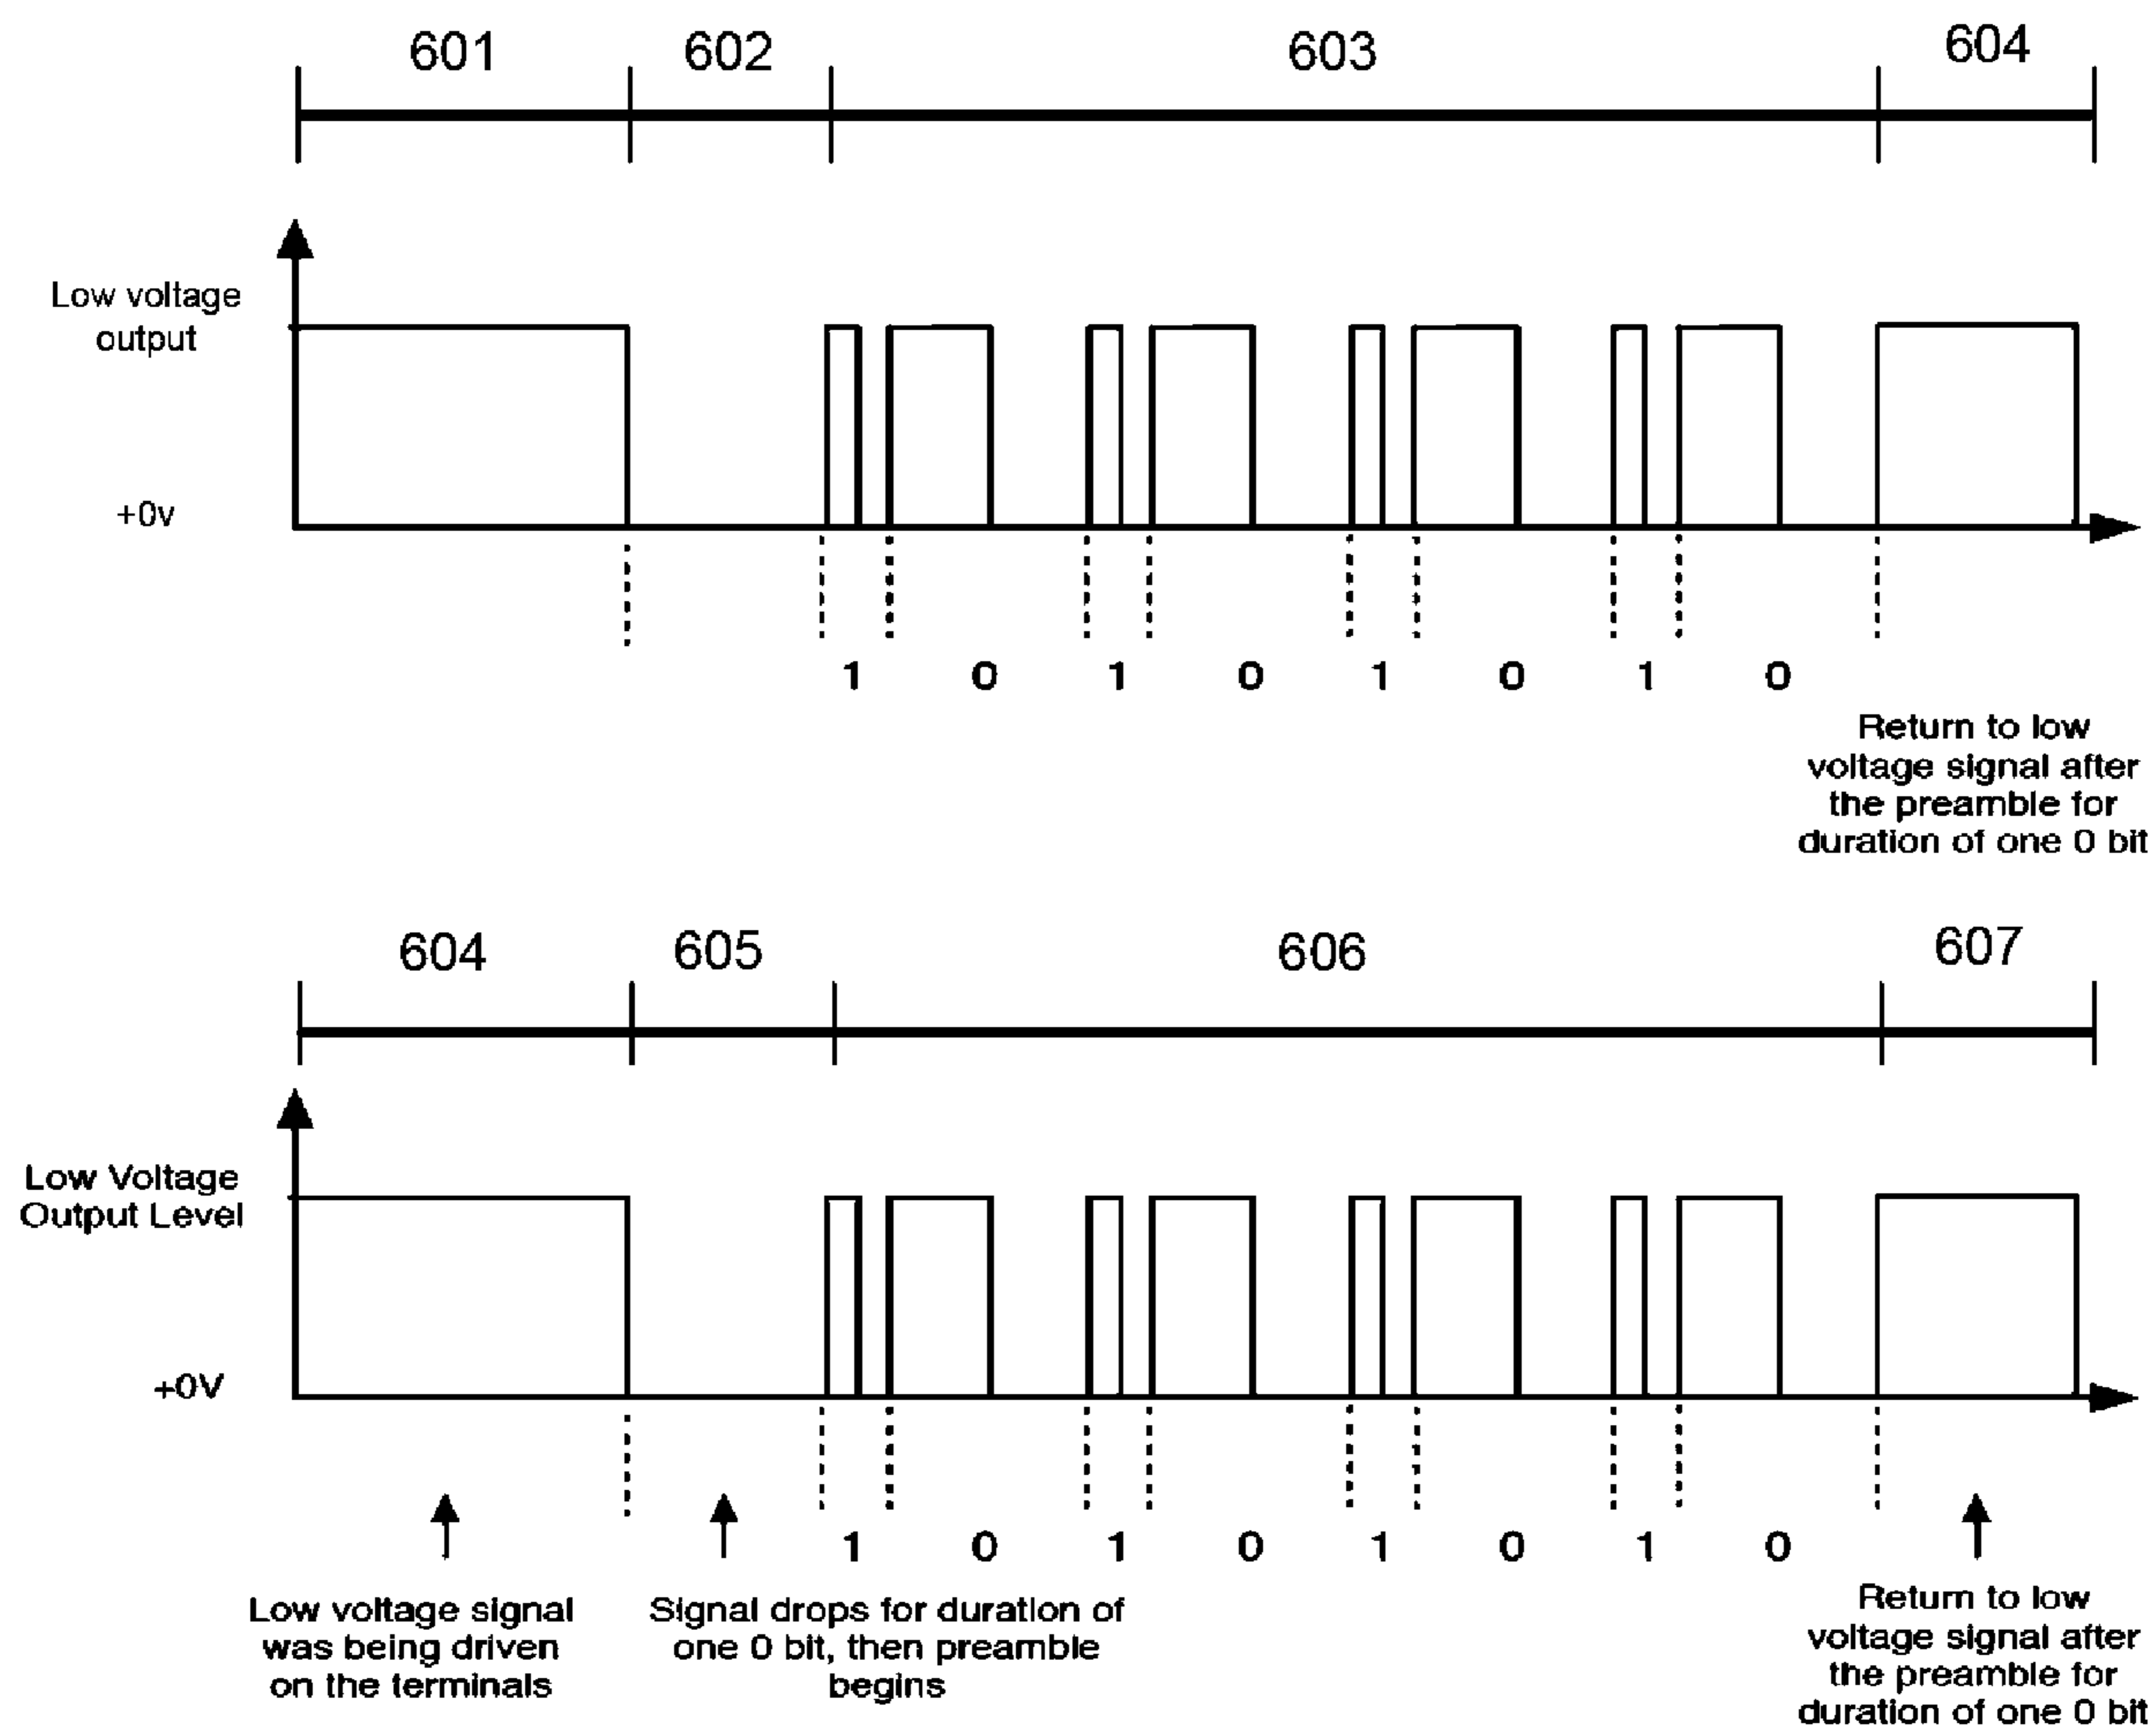 601 602 603 604
Low voltage
output
+0v
1 0 1 0 1 0 1 0
Return to low
voltage signal after
the preamble for
duration of one 0 bit
604 605 606 607
Low Voltage
Output Level
+0V
1 0 1 0 1 0 1 0
Low voltage signal
was being driven
on the terminals
Signal drops for duration of
one 0 bit, then preamble
begins
Return to low
voltage signal after
the preamble for
duration of one 0 bit